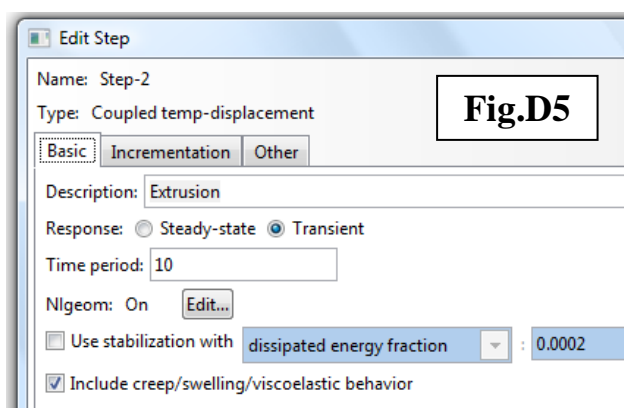 Edit Step
Name: Step-2
Type: Coupled temp-displacement
Fig.D5
Basic Incrementation Other
Description: Extrusion
Response: Steady-state Transient
Time period: 10
Nlgeom: On Edit...
Use stabilization with dissipated energy fraction : 0.0002
Include creep/swelling/viscoelastic behavior